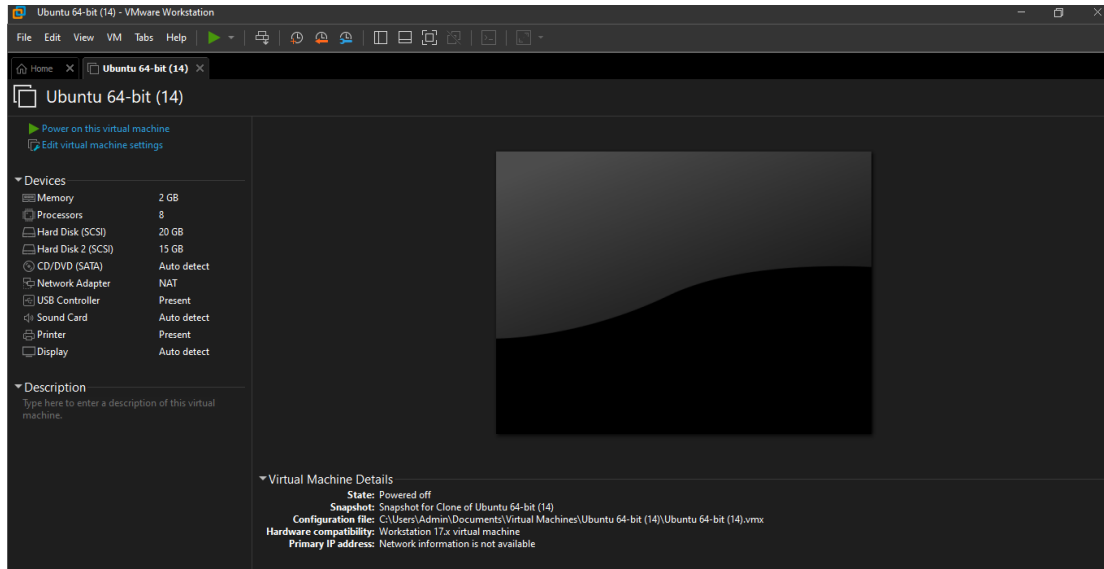 Ubuntu 64-bit (14) - VMware Workstation
File Edit View VM Tabs Help
Home Ubuntu 64-bit (14)
Ubuntu 64-bit (14)
Power on this virtual machine
Edit virtual machine settings
Devices
Memory 2 GB
Processors 8
Hard Disk (SCSI) 20 GB
Hard Disk 2 (SCSI) 15 GB
CD/DVD (SATA) Auto detect
Network Adapter NAT
USB Controller Present
Sound Card Auto detect
Printer Present
Display Auto detect
Description
Type here to enter a description of this virtual
machine.
Virtual Machine Details
State: Powered off
Snapshot: Snapshot for Clone of Ubuntu 64-bit (14)
Configuration file: C:\Users\Admin\Documents\Virtual Machines\Ubuntu 64-bit (14)\Ubuntu 64-bit (14).vmx
Hardware compatibility: Workstation 17.x virtual machine
Primary IP address: Network information is not available